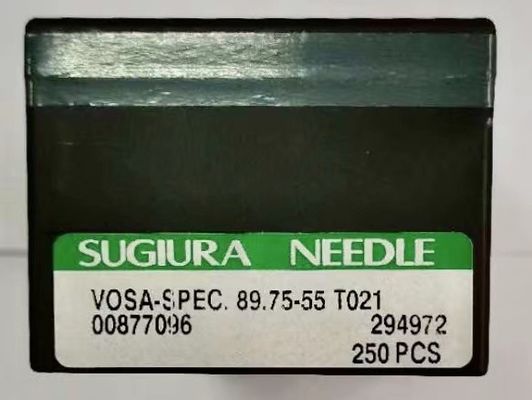 SUGIURA NEEDLE
VOSA-SPEC. 89.75-55 T021
00877096 294972
250 PCS